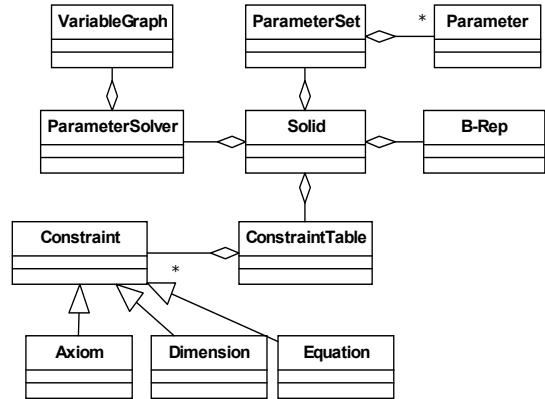 VariableGraph
ParameterSet
*
Parameter
ParameterSolver
Solid
B-Rep
Constraint
*
ConstraintTable
Axiom
Dimension
Equation